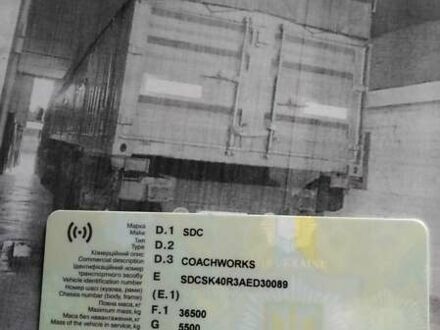 Марка
Make D.1 SDC
Тип
Type D.2
Комерційний опис
Commercial description D.3 COACHWORKS
Ідентифікаційний номер
транспортного засобу E SDCSK40R3AED30089
Vehicle identification number
Номер шасі (кузова, рами) (E.1)
Chassis number (body, frame)
Повна маса, кг F.1 36500
Maximum mass, kg
Маса без навантаження, кг G 5500
Mass of the vehicle in service, kg
UKRAINE